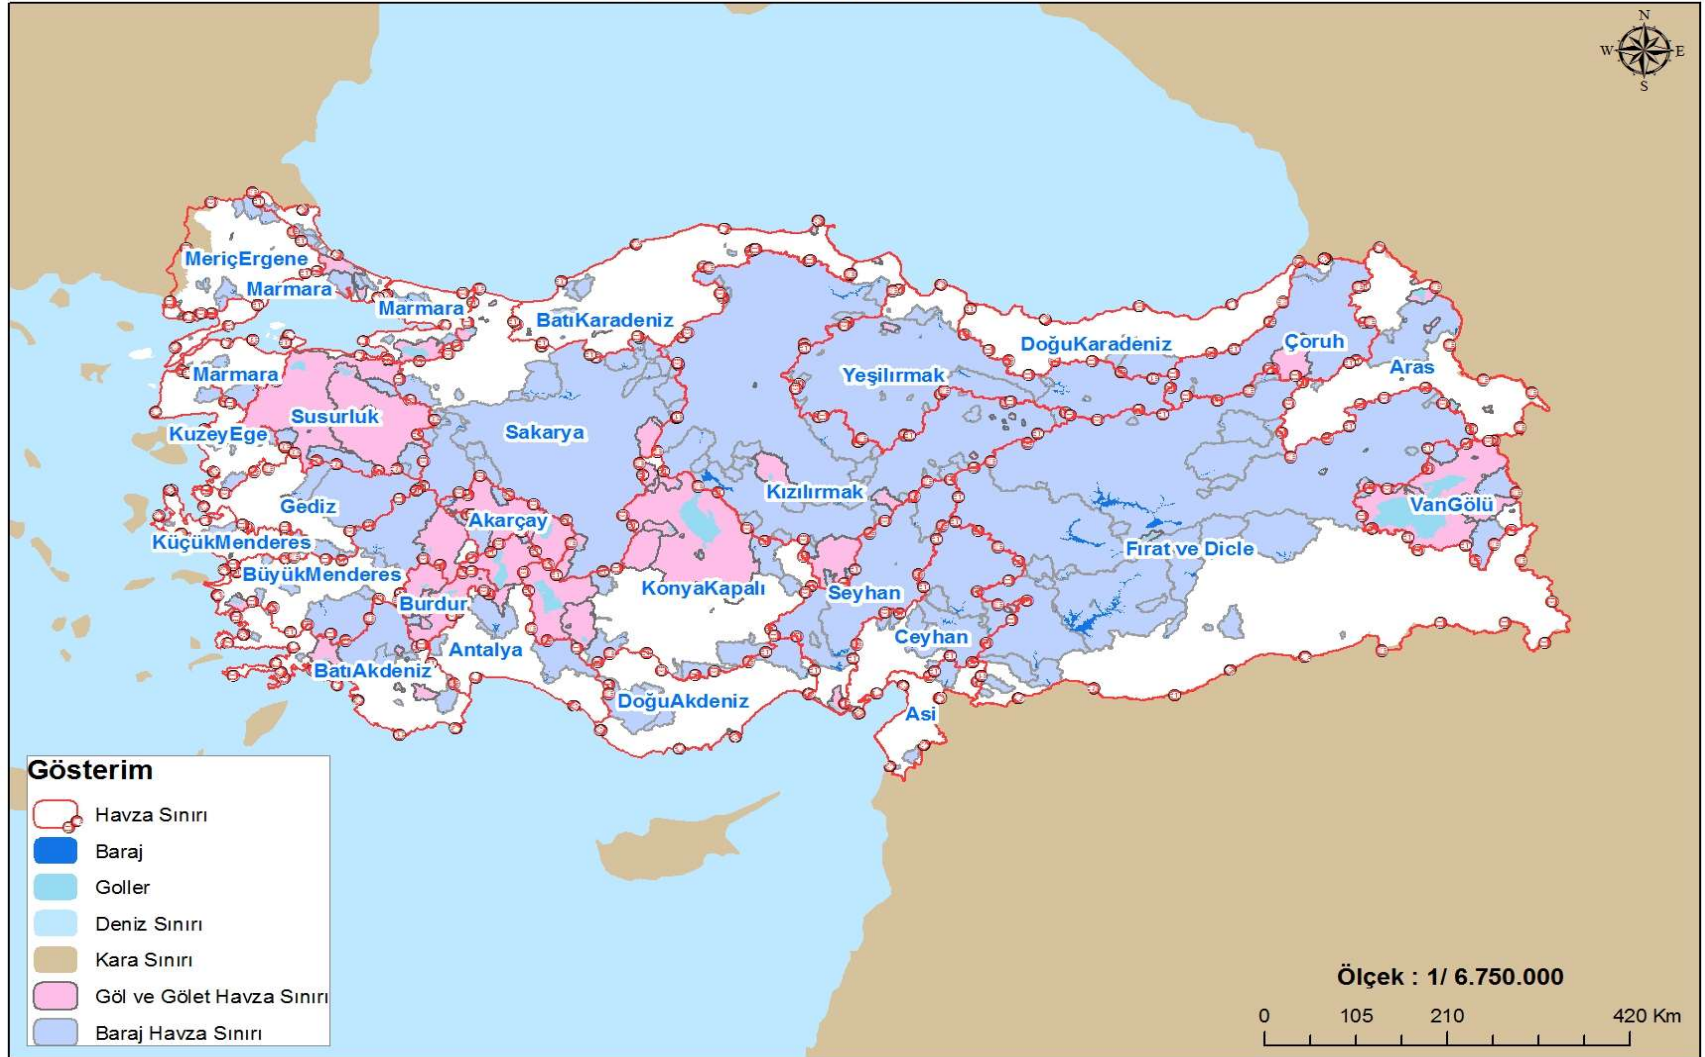 N
W E
S
MeriçErgene
Marmara
Marmara
BatıKaradeniz
DoğuKaradeniz
Çoruh
Aras
Marmara
Yeşilırmak
Susurluk
KuzeyEge
Sakarya
Kızılırmak
VanGölü
Gediz
Akarçay
KüçükMenderes
Fırat ve Dicle
BüyükMenderes
KonyaKapalı
Seyhan
Burdur
Ceyhan
Antalya
BatıAkdeniz
DoğuAkdeniz
Asi
Gösterim
Havza Sınırı
Baraj
Goller
Deniz Sınırı
Kara Sınırı
Göl ve Gölet Havza Sınırı
Baraj Havza Sınırı
Ölçek : 1/ 6.750.000
0 105 210 420 Km